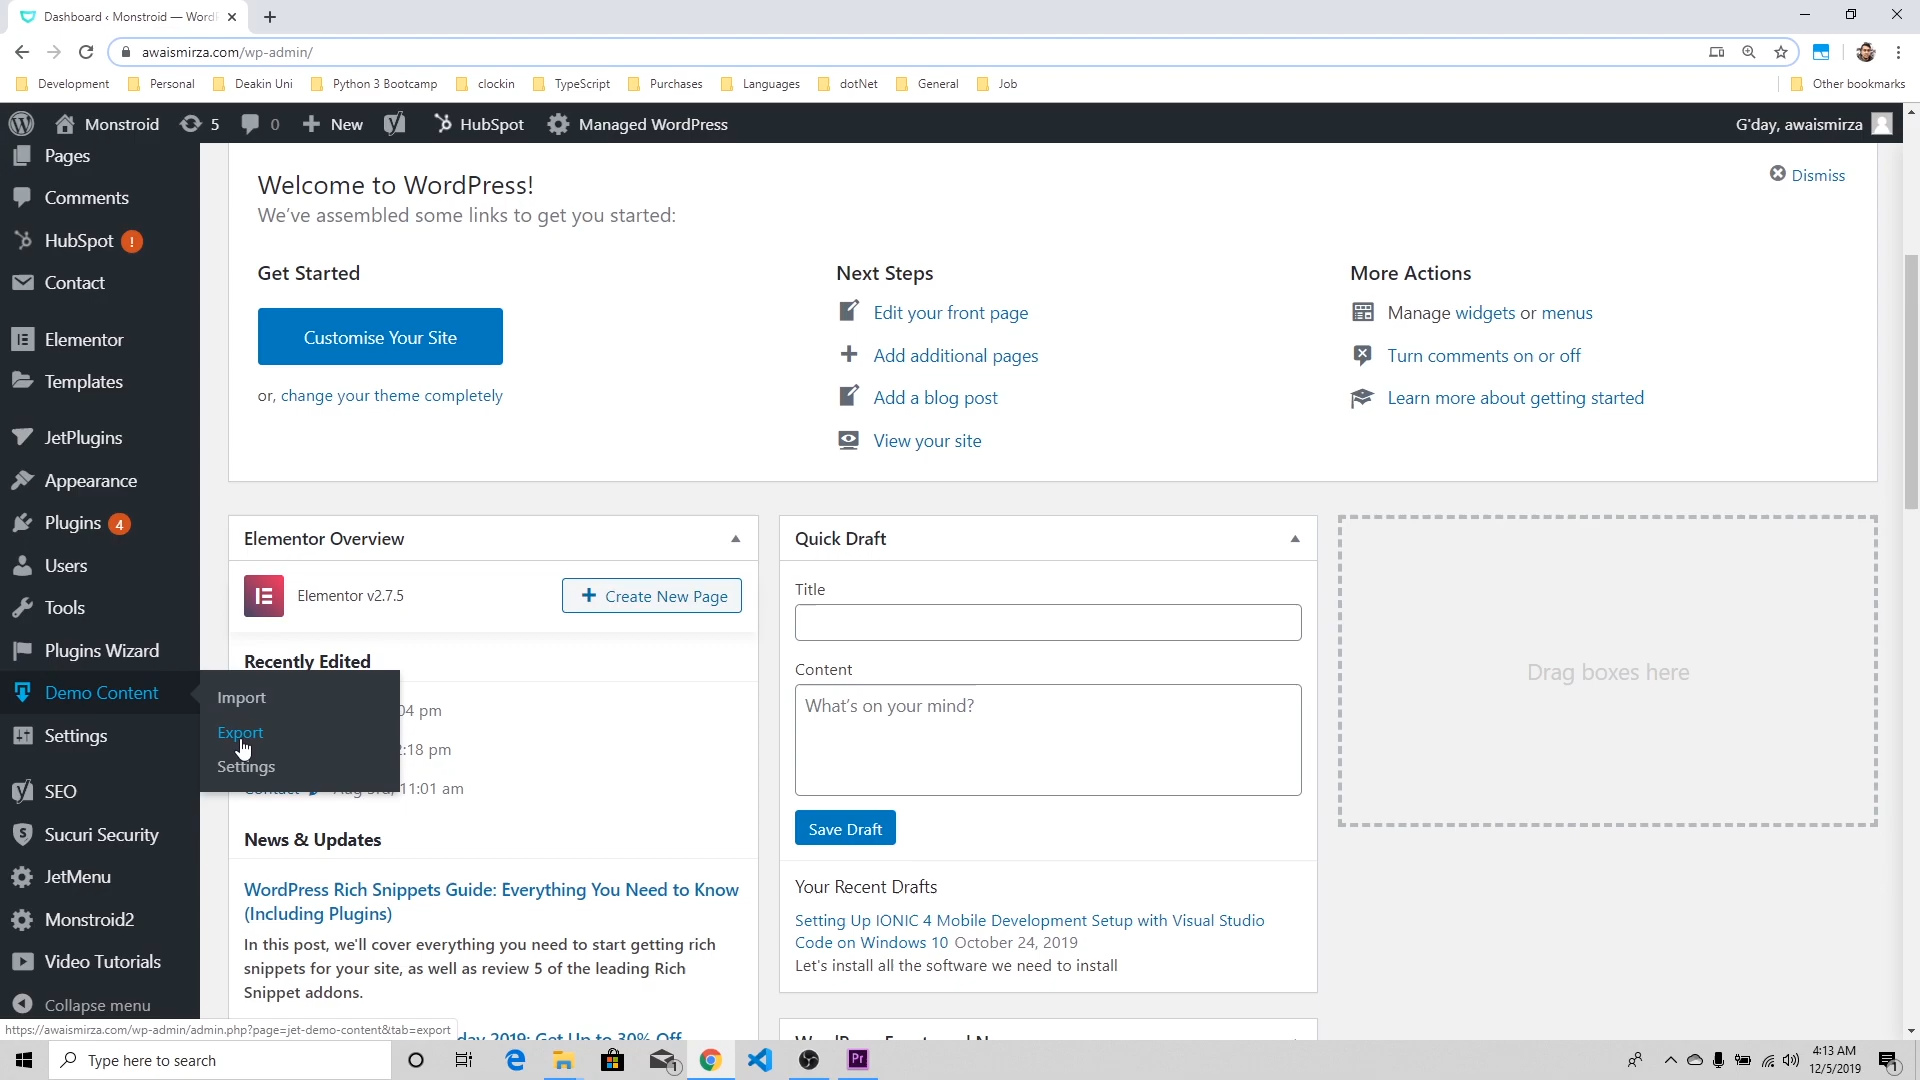 Dashboard ‹ Monstroid — WordP
awaismirza.com/wp-admin/
Development
Personal
Deakin Uni
Python 3 Bootcamp
clockin
TypeScript
Purchases
Languages
dotNet
General
Job
Other bookmarks
Monstroid
5
0
New
HubSpot
Managed WordPress
G'day, awaismirza
Pages
Comments
HubSpot !
Contact
Elementor
Templates
JetPlugins
Appearance
Plugins 4
Users
Tools
Plugins Wizard
Demo Content
Settings
SEO
Sucuri Security
JetMenu
Monstroid2
Video Tutorials
Collapse menu
Import
Export
Settings
Welcome to WordPress!
Dismiss
We've assembled some links to get you started:
Get Started
Customise Your Site
or, change your theme completely
Next Steps
Edit your front page
Add additional pages
Add a blog post
View your site
More Actions
Manage widgets or menus
Turn comments on or off
Learn more about getting started
Elementor Overview
Elementor v2.7.5
Create New Page
Recently Edited
04 pm
2:18 pm
11:01 am
News & Updates
WordPress Rich Snippets Guide: Everything You Need to Know
(Including Plugins)
In this post, we'll cover everything you need to start getting rich
snippets for your site, as well as review 5 of the leading Rich
Snippet addons.
day 2019: Get Up to 30% Off
Quick Draft
Title
Content
What's on your mind?
Save Draft
Your Recent Drafts
Setting Up IONIC 4 Mobile Development Setup with Visual Studio
Code on Windows 10 October 24, 2019
Let's install all the software we need to install
Drag boxes here
https://awaismirza.com/wp-admin/admin.php?page=jet-demo-content&tab=export
Type here to search
1
Pr
4:13 AM
12/5/2019
1